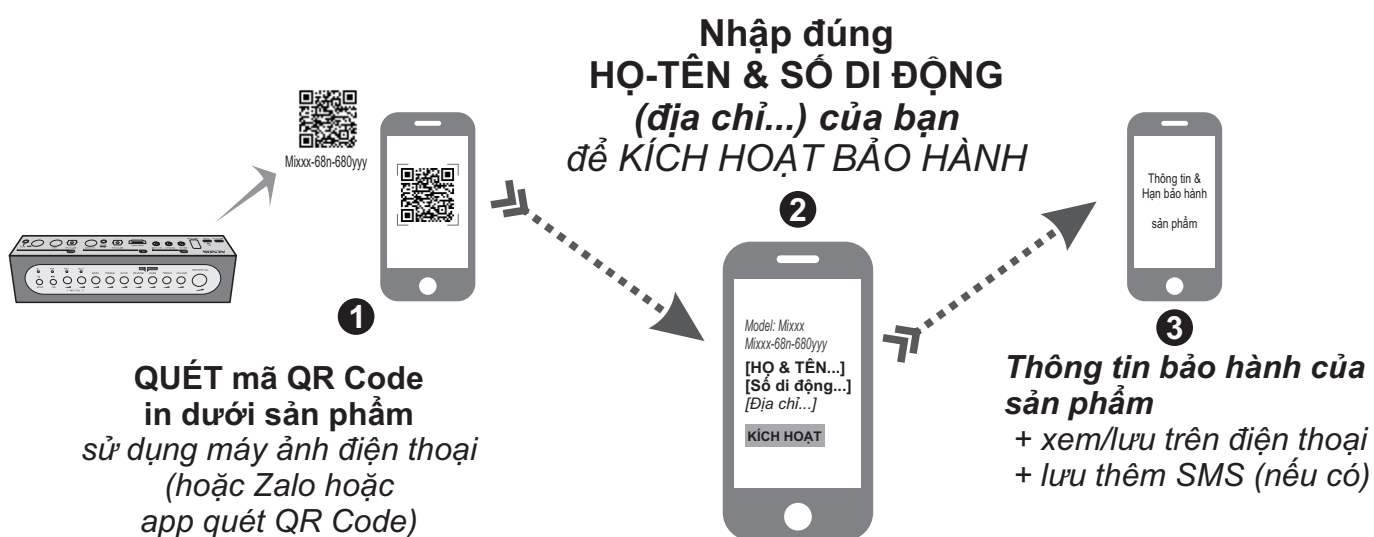 Mixxx-68n-680yyy
1
QUÉT mã QR Code
in dưới sản phẩm
sử dụng máy ảnh điện thoại
(hoặc Zalo hoặc
app quét QR Code)
Nhập đúng
HỌ-TÊN & SỐ DI ĐỘNG
(địa chỉ...) của bạn
để KÍCH HOẠT BẢO HÀNH
2
Model: Mixxx
Mixxx-68n-680yyy
[HỌ & TÊN...]
[Số di động...]
[Địa chỉ...]
KÍCH HOẠT
Thông tin &
Hạn bảo hành
sản phẩm
3
Thông tin bảo hành của
sản phẩm
+ xem/lưu trên điện thoại
+ lưu thêm SMS (nếu có)